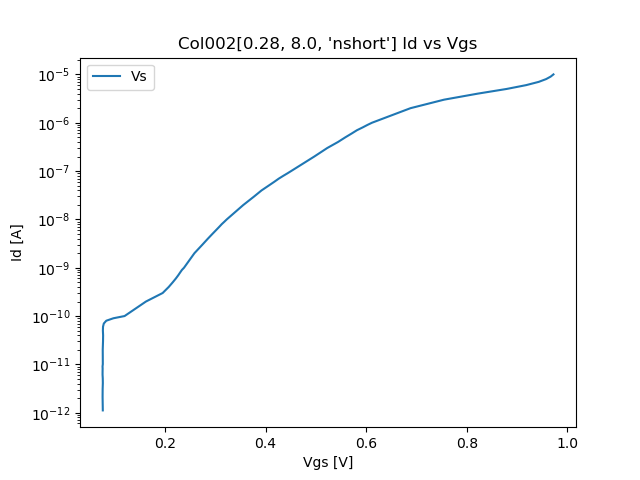 Col002[0.28, 8.0, 'nshort'] Id vs Vgs
Vs
Id [A]
10⁻⁵
10⁻⁶
10⁻⁷
10⁻⁸
10⁻⁹
10⁻¹⁰
10⁻¹¹
10⁻¹²
0.2 0.4 0.6 0.8 1.0
Vgs [V]